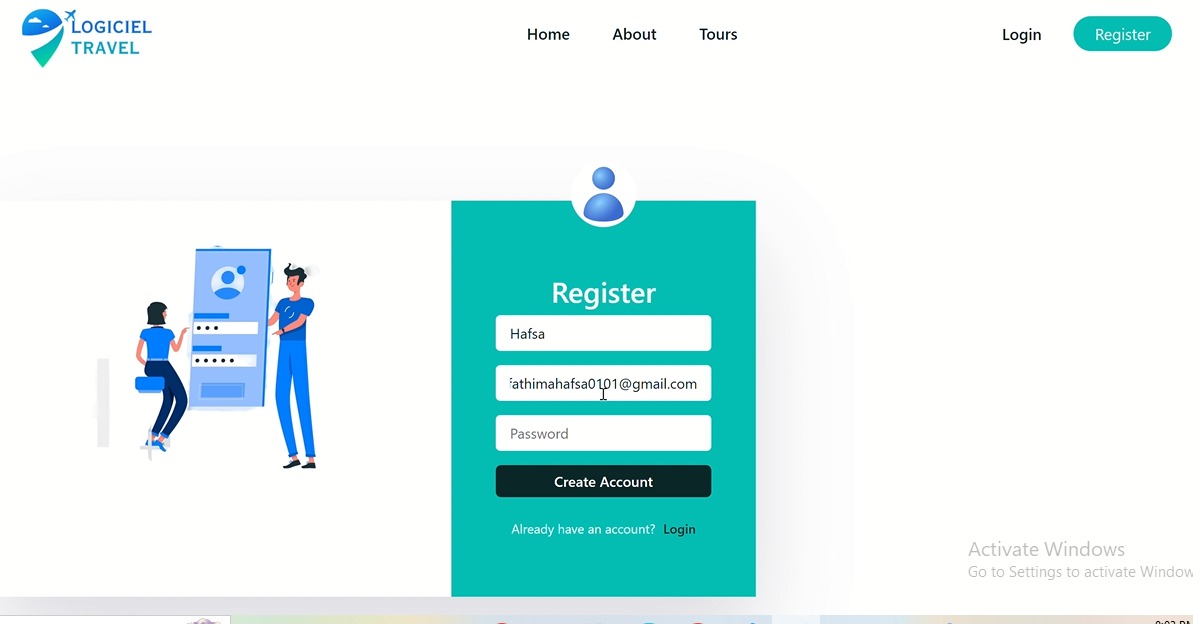 LOGICIEL
TRAVEL
Home
About
Tours
Login
Register
Register
Hafsa
fathimahafsa0101@gmail.com
Password
Create Account
Already have an account? Login
Activate Windows
Go to Settings to activate Window